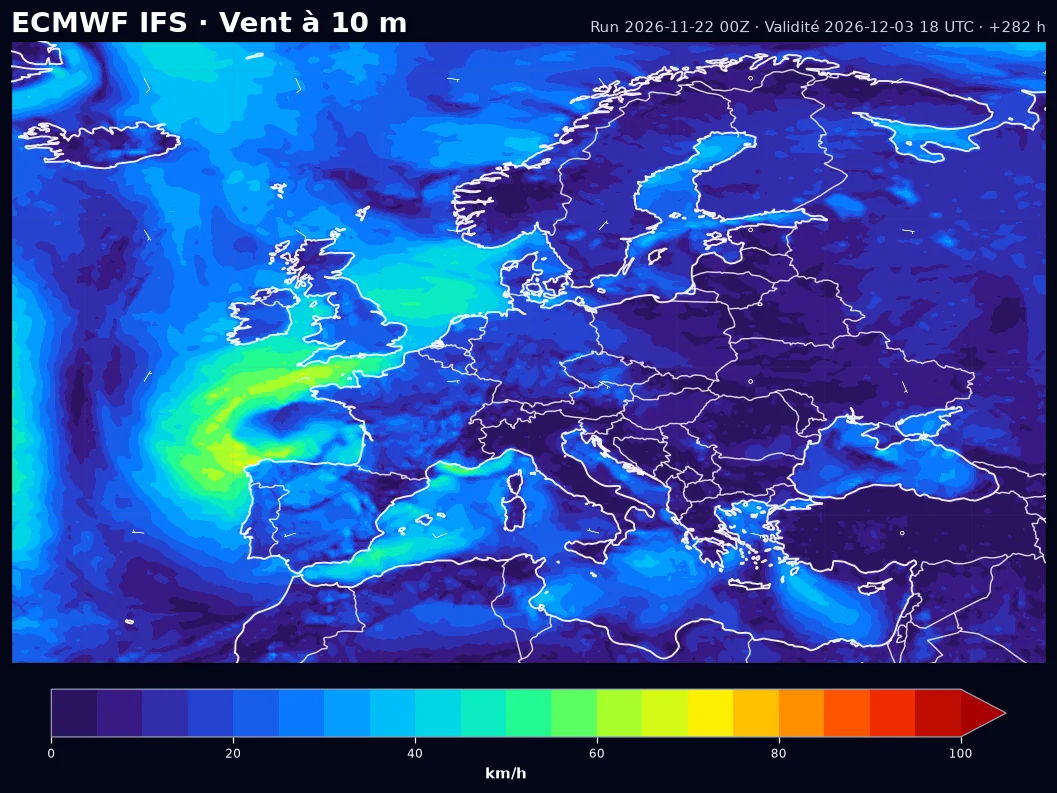 ECMWF IFS · Vent à 10 m
Run 2026-11-22 00Z · Validité 2026-12-03 18 UTC · +282 h
0 20 40 60 80 100
km/h